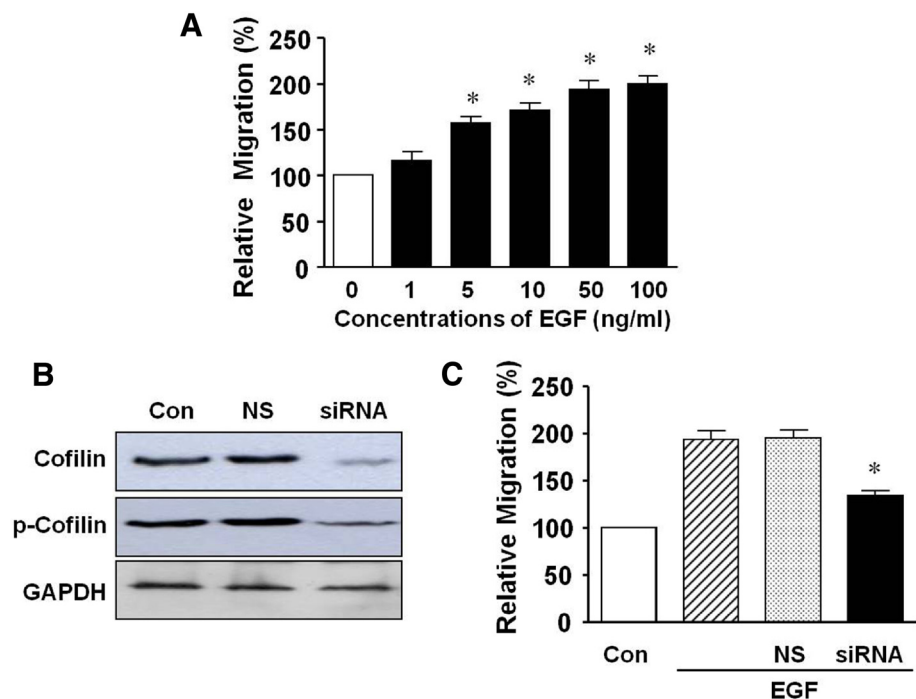 A
Relative Migration (%)
250
200
150
100
50
0
* * * *
0 1 5 10 50 100
Concentrations of EGF (ng/ml)
B
Con NS siRNA
Cofilin
p-Cofilin
GAPDH
C
Relative Migration (%)
250
200
150
100
50
0
*
Con NS siRNA
EGF